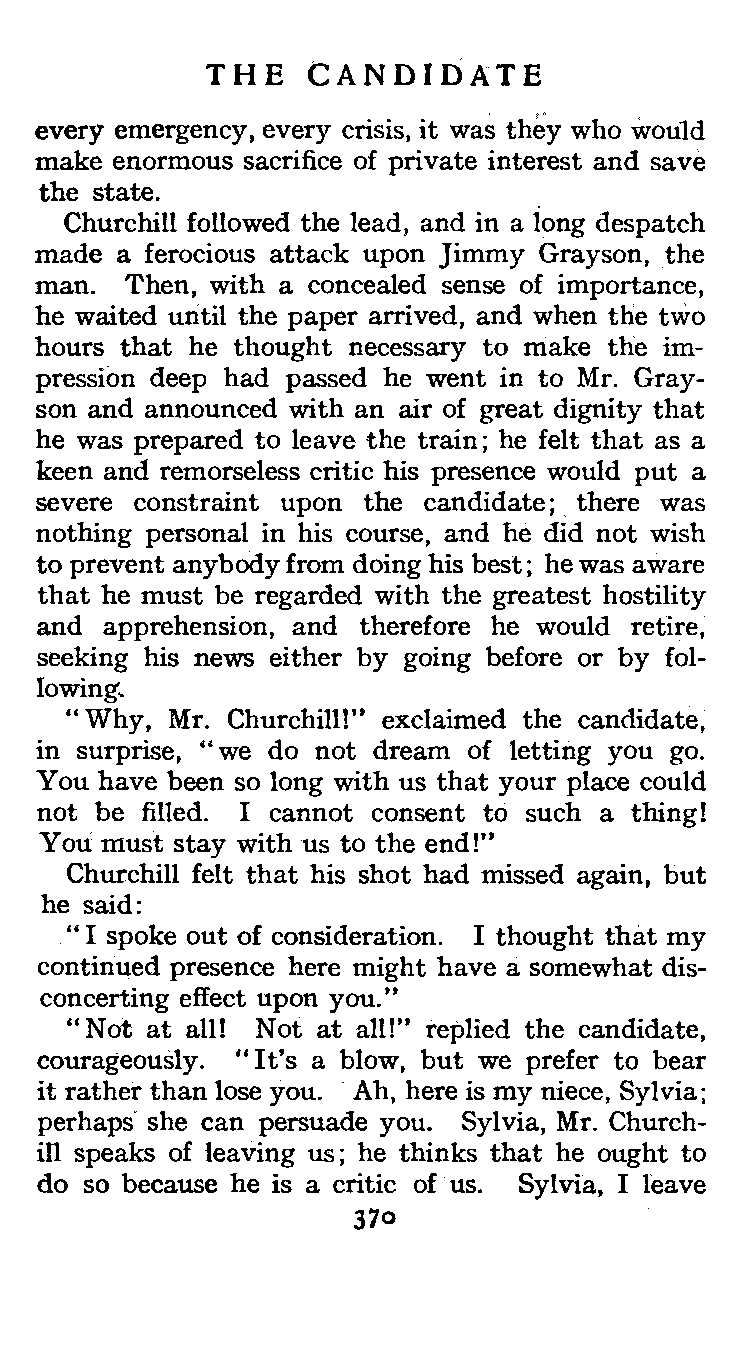 THE CANDIDATE
every emergency, every crisis, it was they who would
make enormous sacrifice of private interest and save
the state.
Churchill followed the lead, and in a long despatch
made a ferocious attack upon Jimmy Grayson, the
man. Then, with a concealed sense of importance,
he waited until the paper arrived, and when the two
hours that he thought necessary to make the im-
pression deep had passed he went in to Mr. Gray-
son and announced with an air of great dignity that
he was prepared to leave the train; he felt that as a
keen and remorseless critic his presence would put a
severe constraint upon the candidate; there was
nothing personal in his course, and he did not wish
to prevent anybody from doing his best; he was aware
that he must be regarded with the greatest hostility
and apprehension, and therefore he would retire,
seeking his news either by going before or by fol-
lowing.
"Why, Mr. Churchill!" exclaimed the candidate,
in surprise, "we do not dream of letting you go.
You have been so long with us that your place could
not be filled. I cannot consent to such a thing!
You must stay with us to the end!"
Churchill felt that his shot had missed again, but
he said:
"I spoke out of consideration. I thought that my
continued presence here might have a somewhat dis-
concerting effect upon you."
"Not at all! Not at all!" replied the candidate,
courageously. "It's a blow, but we prefer to bear
it rather than lose you. Ah, here is my niece, Sylvia;
perhaps she can persuade you. Sylvia, Mr. Church-
ill speaks of leaving us; he thinks that he ought to
do so because he is a critic of us. Sylvia, I leave
370